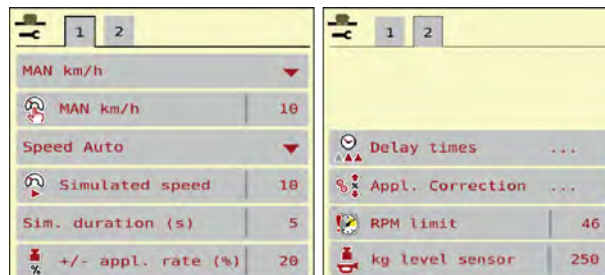 1 2
MAN km/h
MAN km/h 10
Speed Auto
Simulated speed 10
Sim. duration (s) 5
% +/- appl. rate (%) 20
1 2
Delay times ...
% Appl. Correction ...
RPM limit 46
kg level sensor 250